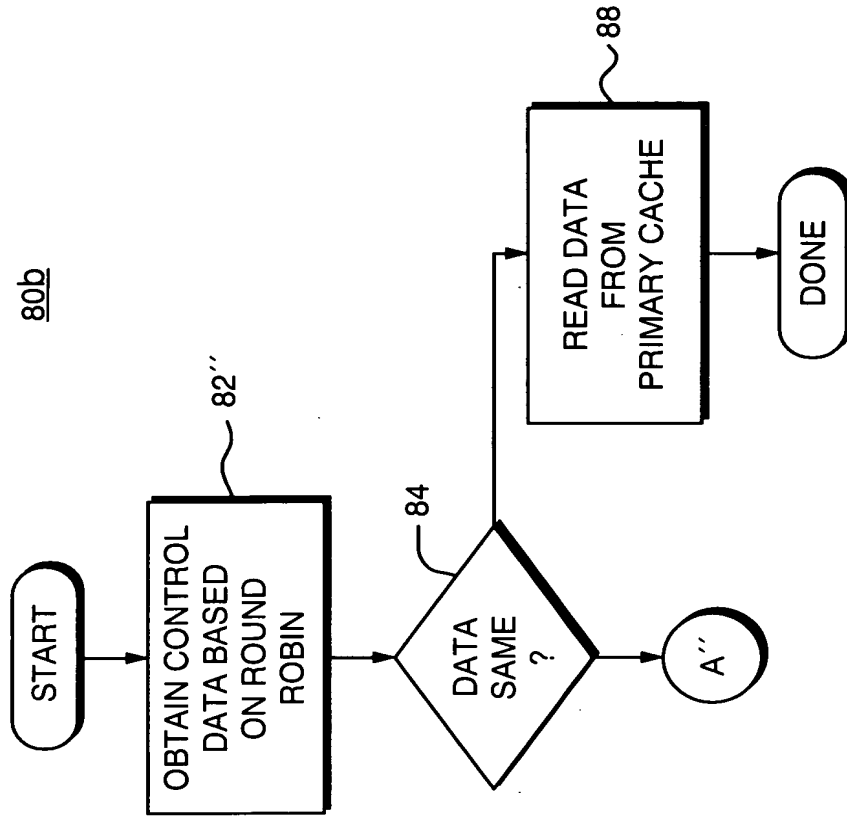 80b
START
OBTAIN CONTROL
DATA BASED
ON ROUND
ROBIN
82''
DATA
SAME
?
84
A''
READ DATA
FROM
PRIMARY CACHE
88
DONE